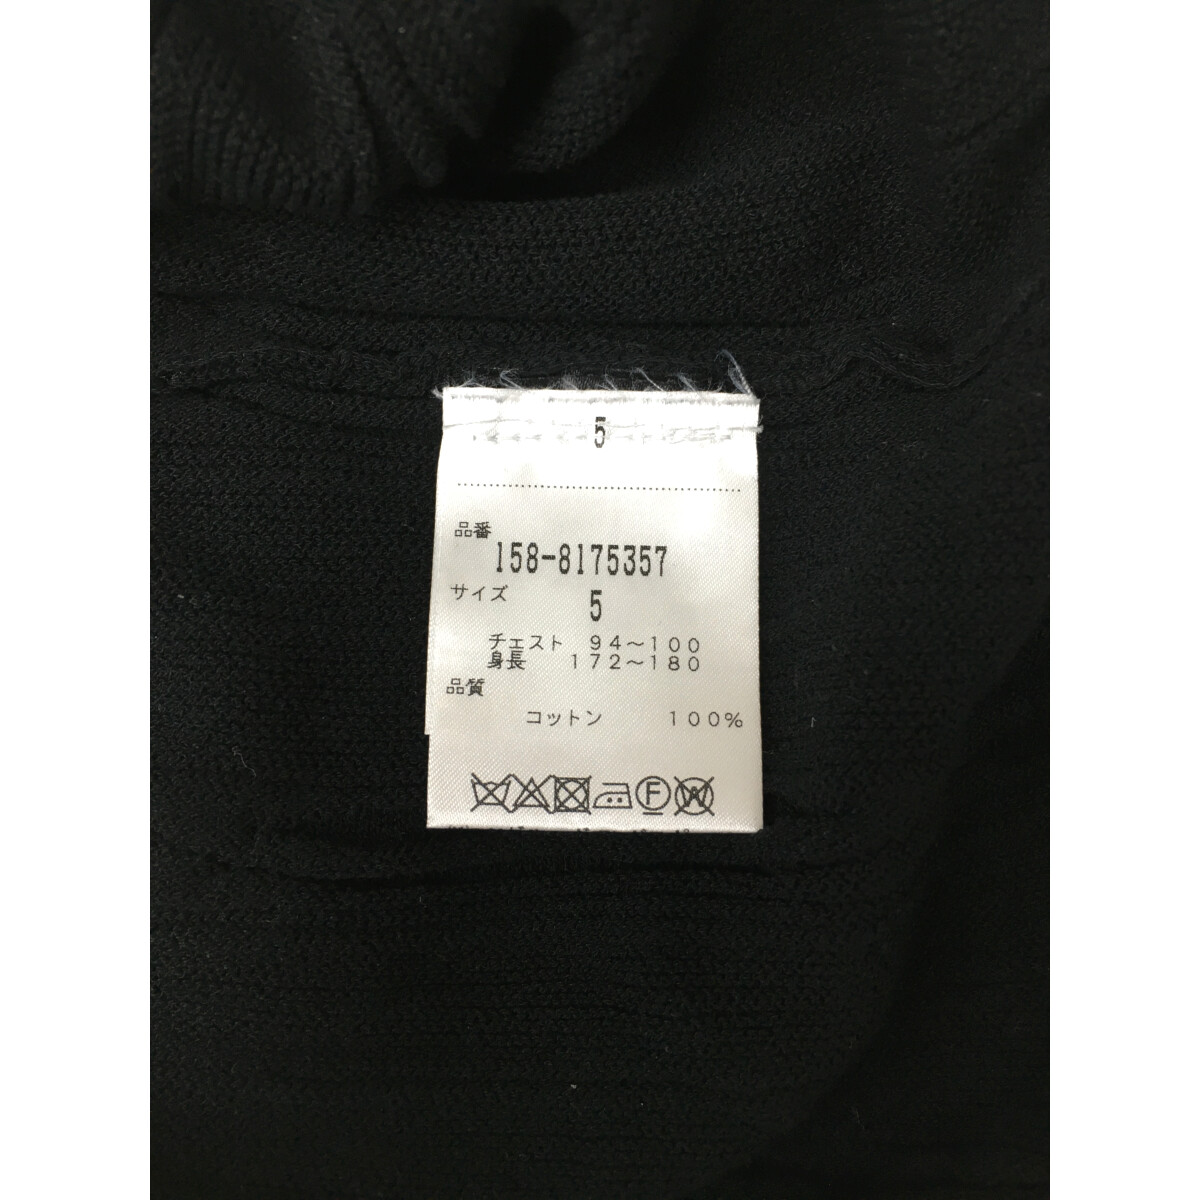 5
品番
158-8175357
サイズ 5
チェスト 94～100
身長 172～180
品質
コットン 100%
F W